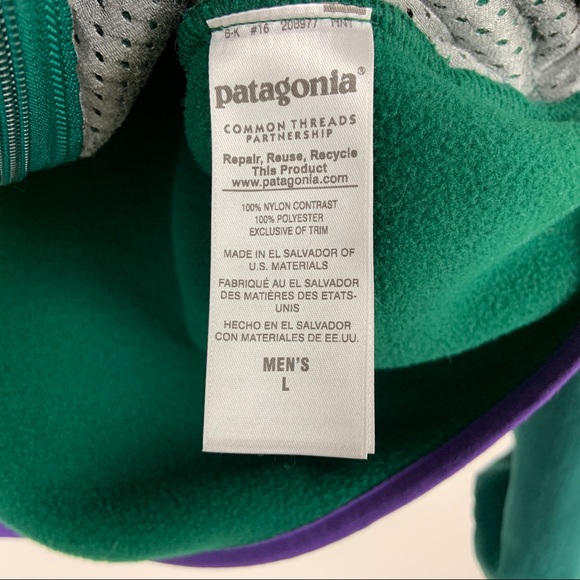 B-K #16 208977 HNT
patagonia®
COMMON THREADS
PARTNERSHIP
Repair, Reuse, Recycle
This Product
www.patagonia.com
100% NYLON CONTRAST
100% POLYESTER
EXCLUSIVE OF TRIM
MADE IN EL SALVADOR OF
U.S. MATERIALS
FABRIQUÉ AU EL SALVADOR
DES MATIÈRES DES ETATS-
UNIS
HECHO EN EL SALVADOR
CON MATERIALES DE EE.UU.
MEN'S
L